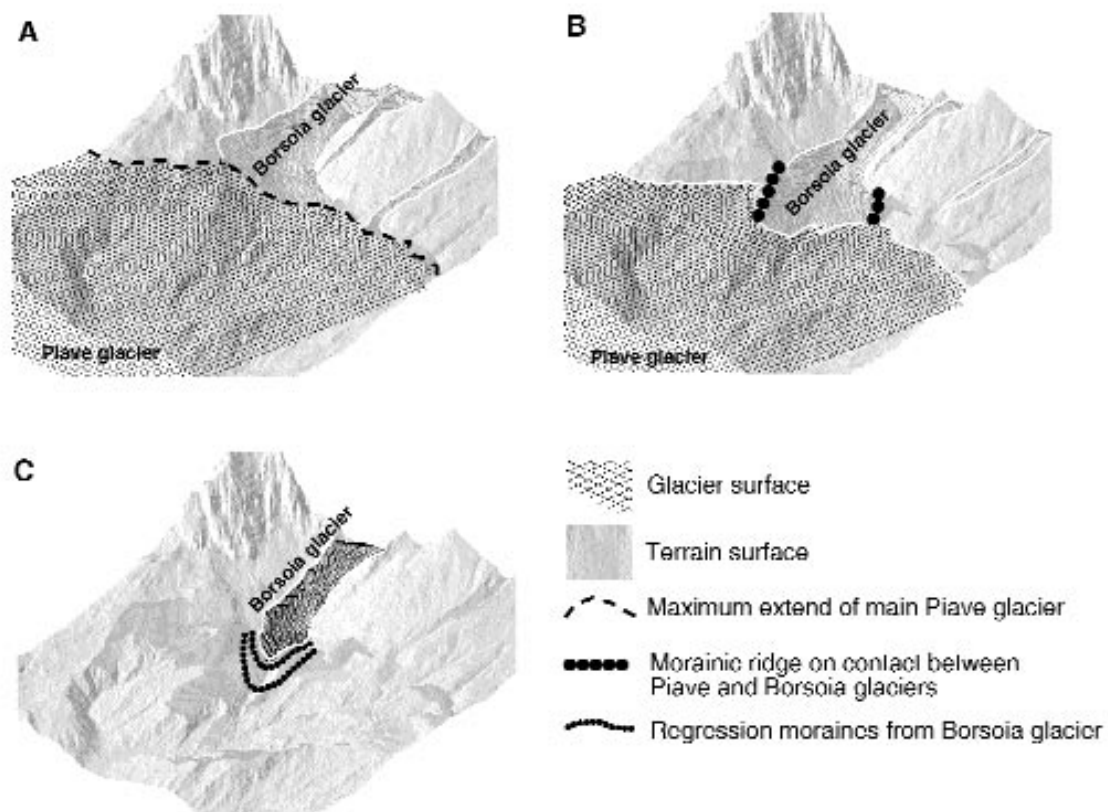 A
Borsoia glacier
Piave glacier
B
Borsoia glacier
Piave glacier
C
Borsoia glacier
Glacier surface
Terrain surface
Maximum extend of main Piave glacier
Morainic ridge on contact between
Piave and Borsoia glaciers
Regression moraines from Borsoia glacier